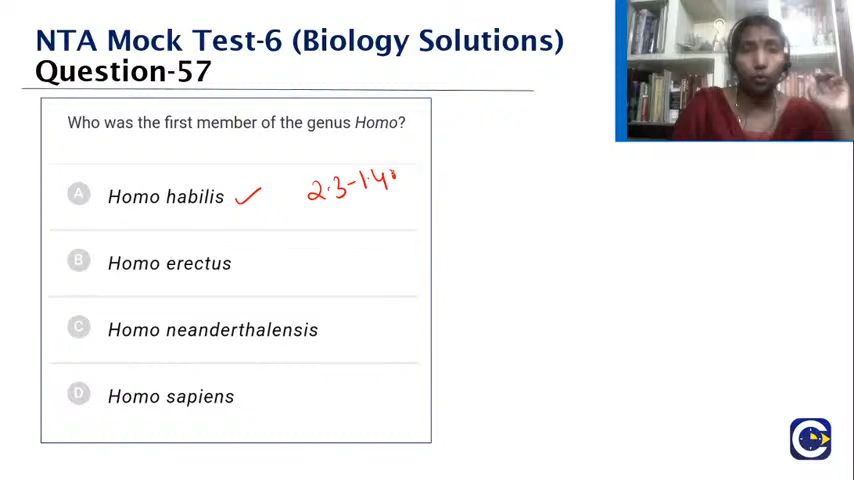 NTA Mock Test-6 (Biology Solutions)
Question-57
Who was the first member of the genus Homo?
A Homo habilis ✓ 2.3-1.4
B Homo erectus
C Homo neanderthalensis
D Homo sapiens